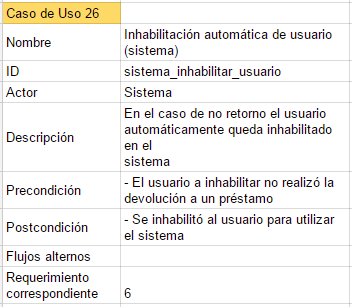 Caso de Uso 26
Nombre
Inhabilitación automática de usuario
(sistema)
ID
sistema_inhabilitar_usuario
Actor
Sistema
Descripción
En el caso de no retorno el usuario
automáticamente queda inhabilitado
en el
sistema
Precondición
- El usuario a inhabilitar no realizó la
devolución a un préstamo
Postcondición
- Se inhabilitó al usuario para utilizar
el sistema
Flujos alternos
Requerimiento
correspondiente
6